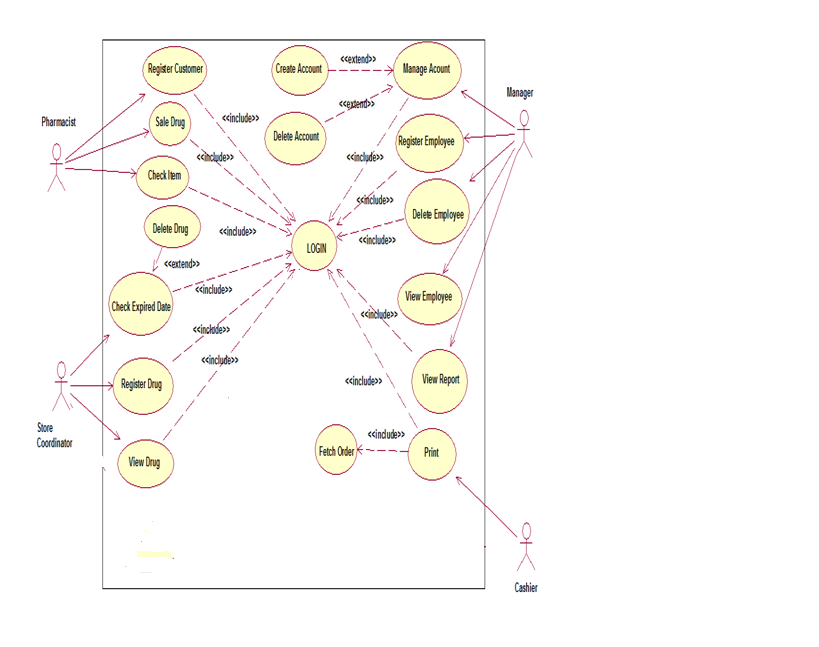 Register Customer
<<extend>>
Create Account
Manage Acount
Manager
<<extend>>
Pharmacist
Sale Drug
<<include>>
Delete Account
Register Employee
<<include>>
<<include>>
Check Item
<<include>>
Delete Drug
Delete Employee
<<include>>
<<include>>
LOGIN
<<extend>>
<<include>>
Check Expired Date
View Employee
<<include>>
<<include>>
<<include>>
Register Drug
<<include>>
View Report
Store
Coordinator
<<include>>
Fetch Order
Print
View Drug
Cashier